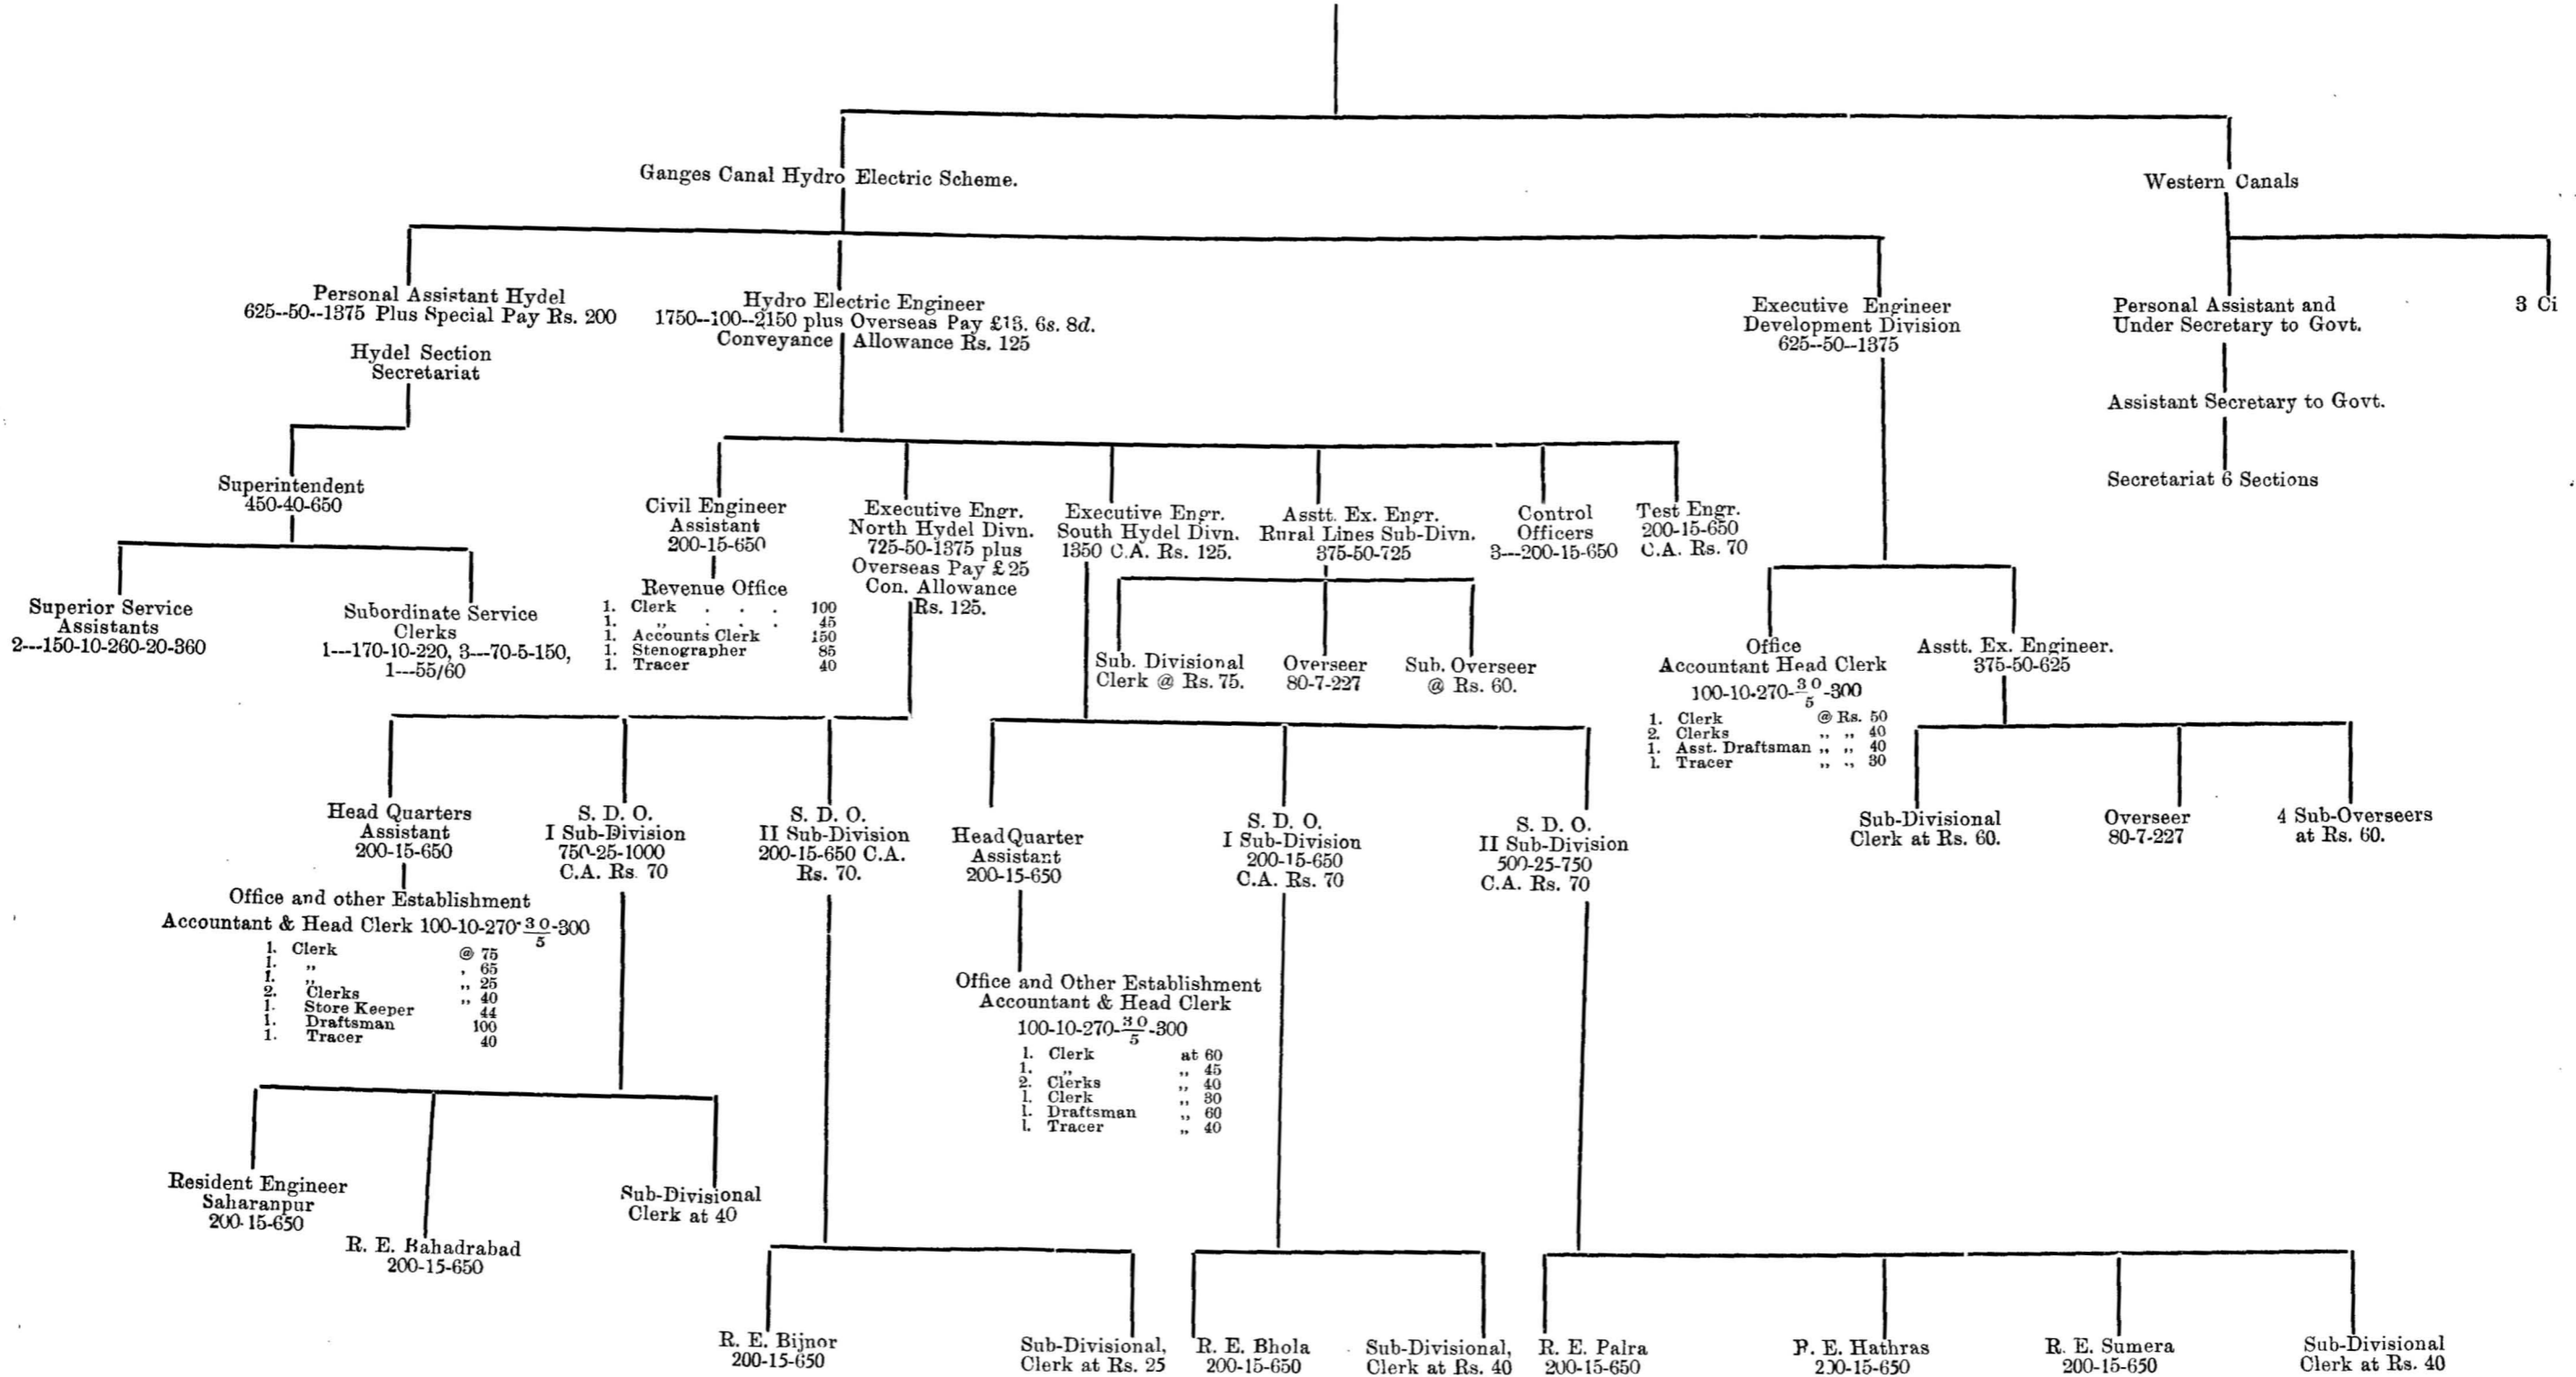 Ganges Canal Hydro Electric Scheme.
Western Canals
Personal Assistant Hydel
625--50--1375 Plus Special Pay Rs. 200
Hydel Section
Secretariat
Hydro Electric Engineer
1750--100--2150 plus Overseas Pay £13. 6s. 8d.
Conveyance Allowance Rs. 125
Executive Engineer
Development Division
625--50--1375
Personal Assistant and
Under Secretary to Govt.
3 Ci
Assistant Secretary to Govt.
Secretariat 6 Sections
Superintendent
450-40-650
Superior Service
Assistants
2---150-10-260-20-360
Subordinate Service
Clerks
1---170-10-220, 3---70-5-150,
1---55/60
Civil Engineer
Assistant
200-15-650
Revenue Office
1. Clerk . . . 100
1. ,, . . . 45
1. Accounts Clerk 150
1. Stenographer 85
1. Tracer 40
Executive Engr.
North Hydel Divn.
725-50-1375 plus
Overseas Pay £25
Con. Allowance
Rs. 125.
Executive Engr.
South Hydel Divn.
1350 C.A. Rs. 125.
Asstt. Ex. Engr.
Rural Lines Sub-Divn.
375-50-725
Control
Officers
3---200-15-650
Test Engr.
200-15-650
C.A. Rs. 70
Sub. Divisional
Clerk @ Rs. 75.
Overseer
80-7-227
Sub. Overseer
@ Rs. 60.
Office
Accountant Head Clerk
100-10-270-30/5-300
1. Clerk @ Rs. 50
2. Clerks ,, ,, 40
1. Asst. Draftsman ,, ,, 40
1. Tracer ,, ,, 30
Asstt. Ex. Engineer.
375-50-625
Sub-Divisional
Clerk at Rs. 60.
Overseer
80-7-227
4 Sub-Overseers
at Rs. 60.
Head Quarters
Assistant
200-15-650
Office and other Establishment
Accountant & Head Clerk 100-10-270-30/5-300
1. Clerk @ 75
1. ,, , 65
1. ,, ,, 25
2. Clerks ,, 40
1. Store Keeper 44
1. Draftsman 100
1. Tracer 40
S. D. O.
I Sub-Division
750-25-1000
C.A. Rs. 70
S. D. O.
II Sub-Division
200-15-650 C.A.
Rs. 70.
Head Quarter
Assistant
200-15-650
Office and Other Establishment
Accountant & Head Clerk
100-10-270-30/5-300
1. Clerk at 60
1. ,, ,, 45
2. Clerks ,, 40
1. Clerk ,, 30
1. Draftsman ,, 60
1. Tracer ,, 40
S. D. O.
I Sub-Division
200-15-650
C.A. Rs. 70
S. D. O.
II Sub-Division
500-25-750
C.A. Rs. 70
Resident Engineer
Saharanpur
200-15-650
R. E. Bahadrabad
200-15-650
Sub-Divisional
Clerk at 40
R. E. Bijnor
200-15-650
Sub-Divisional,
Clerk at Rs. 25
R. E. Bhola
200-15-650
Sub-Divisional,
Clerk at Rs. 40
R. E. Palra
200-15-650
R. E. Hathras
200-15-650
R. E. Sumera
200-15-650
Sub-Divisional
Clerk at Rs. 40